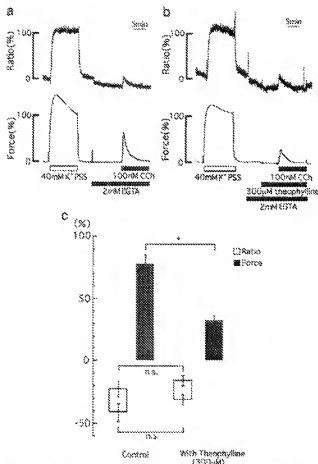 a
b
5min
5min
Ratio(%)
100
0
Force(%)
100
0
40mM K⁺ PSS
100nM CCh
2mM EGTA
Ratio(%)
100
0
Force(%)
100
0
40mM K⁺ PSS
100nM CCh
300μM theophylline
2mM EGTA
c
(%)
100
50
0
-50
*
Ratio
Force
n.s.
n.s.
Control
With Theophylline
(300μM)